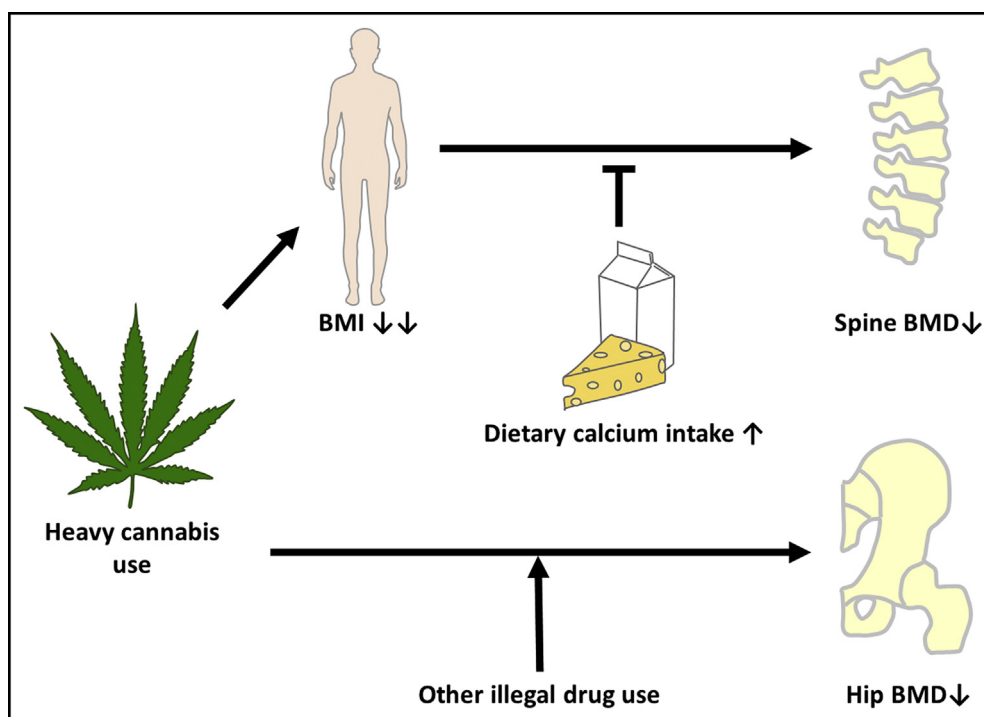 BMI ↓↓
Spine BMD↓
Dietary calcium intake ↑
Heavy cannabis
use
Other illegal drug use
Hip BMD↓